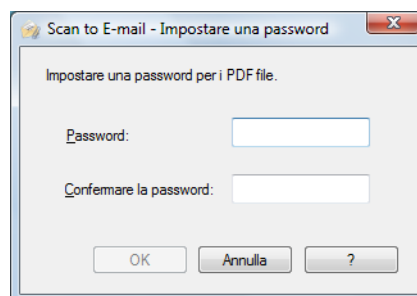 Scan to E-mail - Impostare una password
Impostare una password per i PDF file.
Password:
Confermare la password:
OK Annulla ?